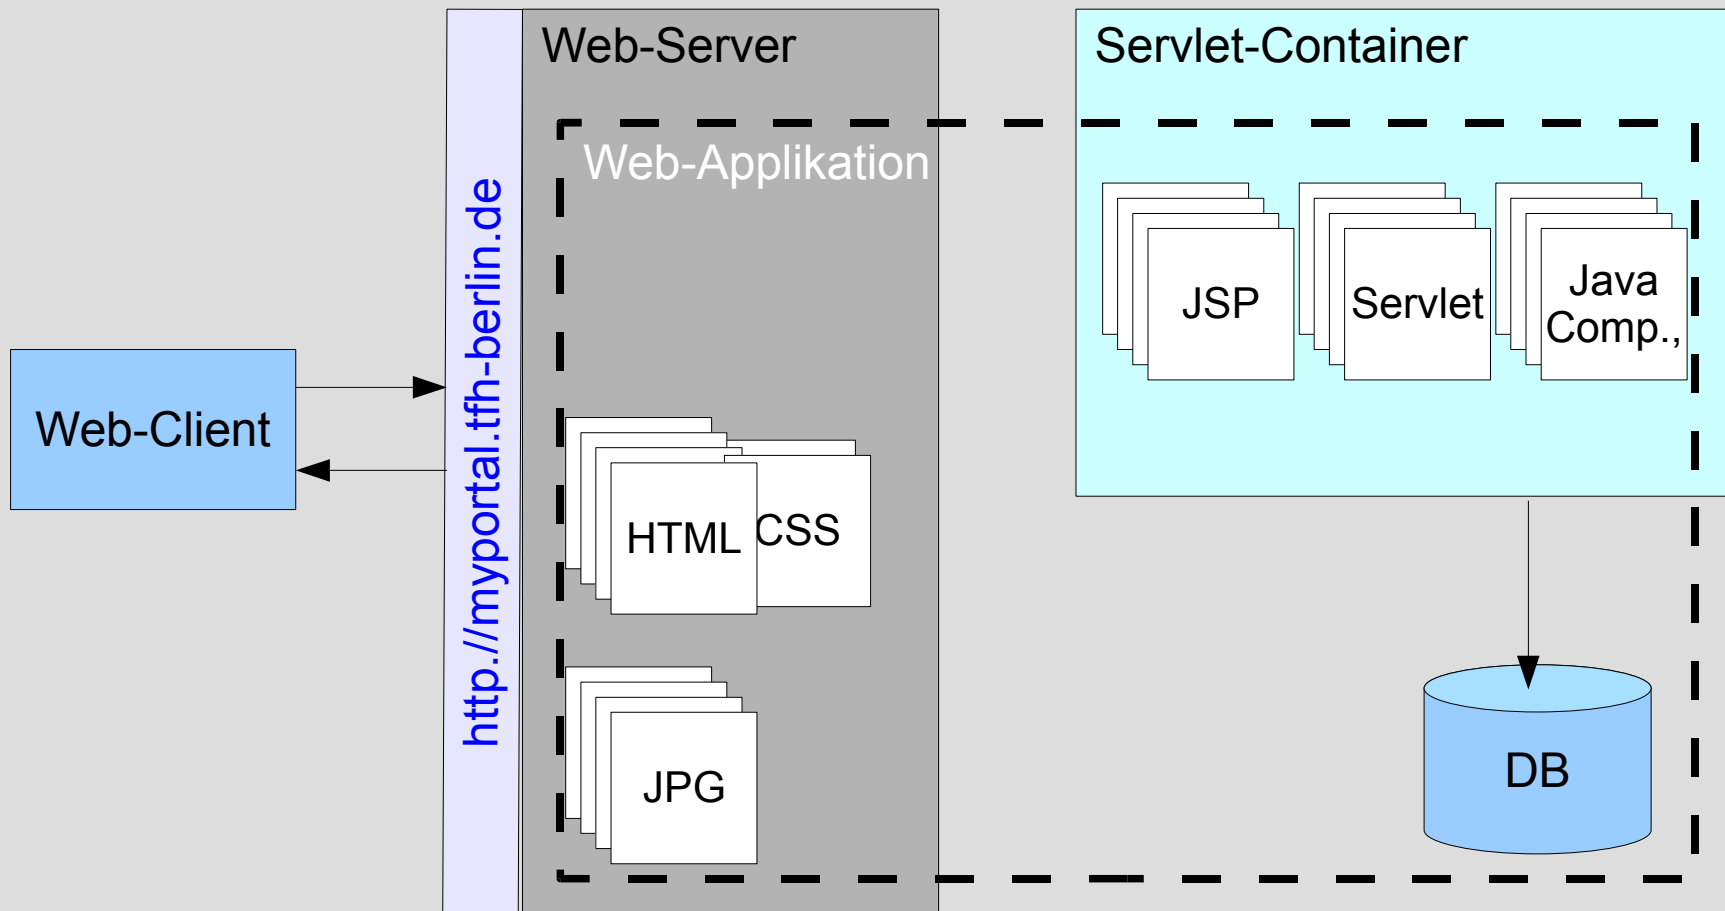 Web-Server
Servlet-Container
Web-Applikation
http.//myportal.tfh-berlin.de
JSP
Servlet
Java
Comp.,
Web-Client
HTML
CSS
JPG
DB